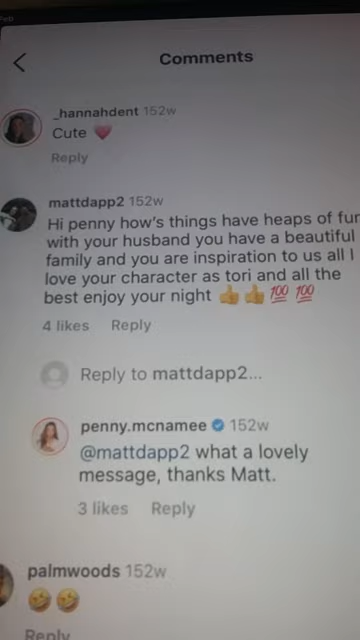 Comments
_hannahdent 152w
Cute
Reply
mattdapp2 152w
Hi penny how's things have heaps of fun
with your husband you have a beautiful
family and you are inspiration to us all I
love your character as tori and all the
best enjoy your night 👍👍💯💯
4 likes Reply
Reply to mattdapp2...
penny.mcnamee 152w
@mattdapp2 what a lovely
message, thanks Matt.
3 likes Reply
palmwoods 152w
🤣🤣
Reply